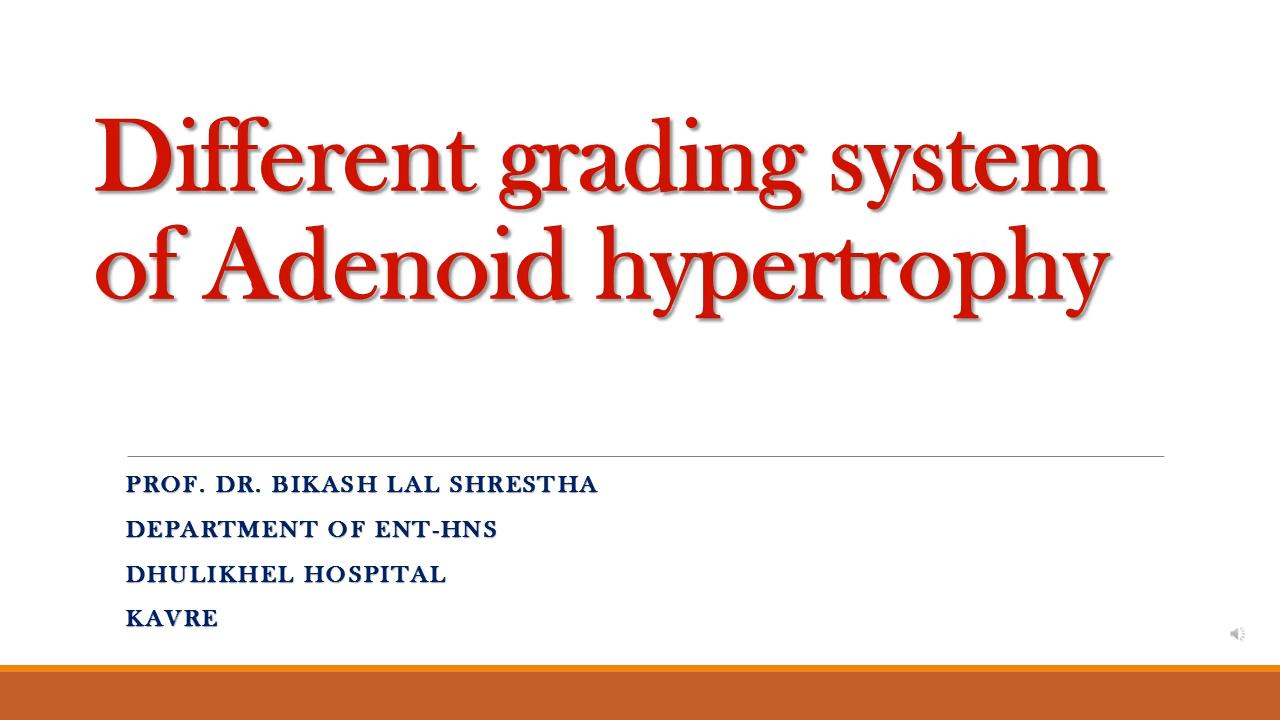 Different grading system
of Adenoid hypertrophy
PROF. DR. BIKASH LAL SHRESTHA
DEPARTMENT OF ENT-HNS
DHULIKHEL HOSPITAL
KAVRE